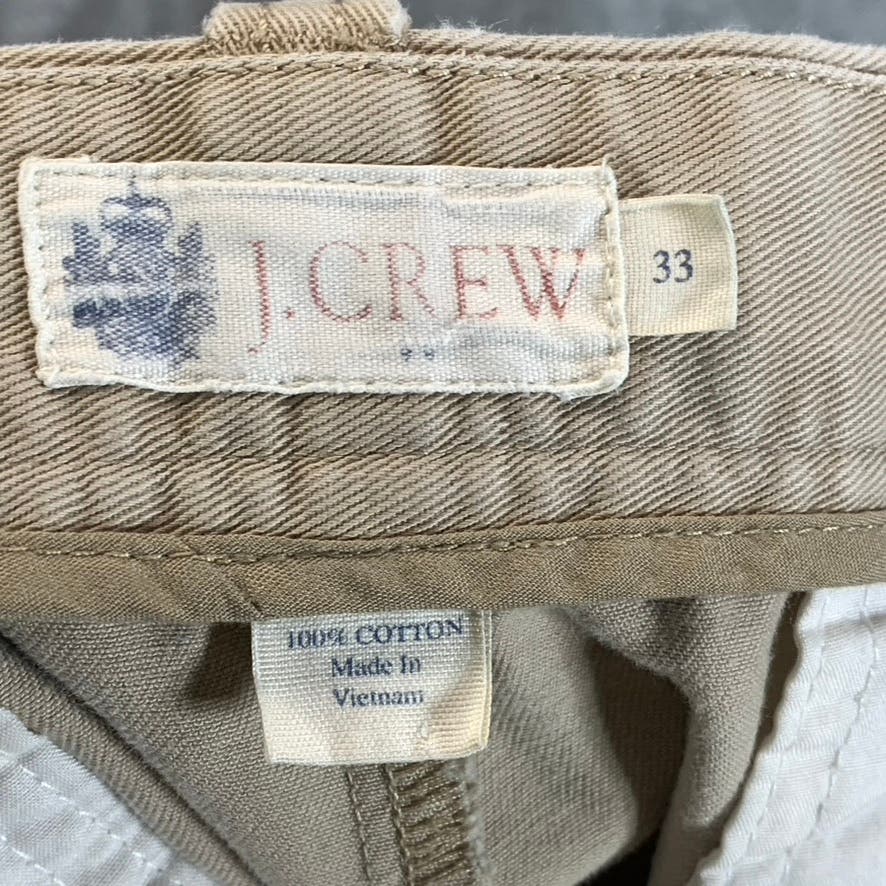 J.CREW
33
100% COTTON
Made In
Vietnam